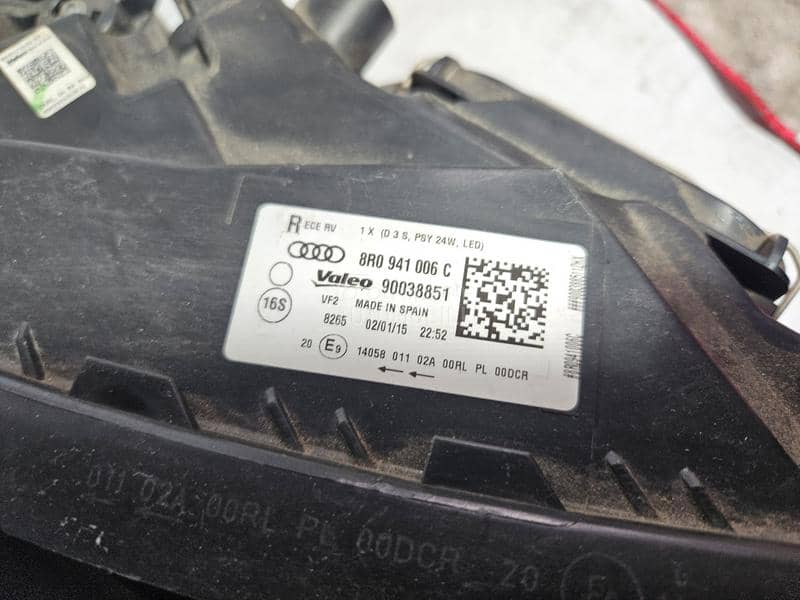 R ECE RV 1 X (D 3 S, PSY 24W, LED)
8R0 941 006 C
Valeo 90038851
16S
VF2 MADE IN SPAIN
8265 02/01/15 22:52
20 E9 14058 011 02A 00RL PL 00DCR
011 02A 00RL PL 00DCR 20